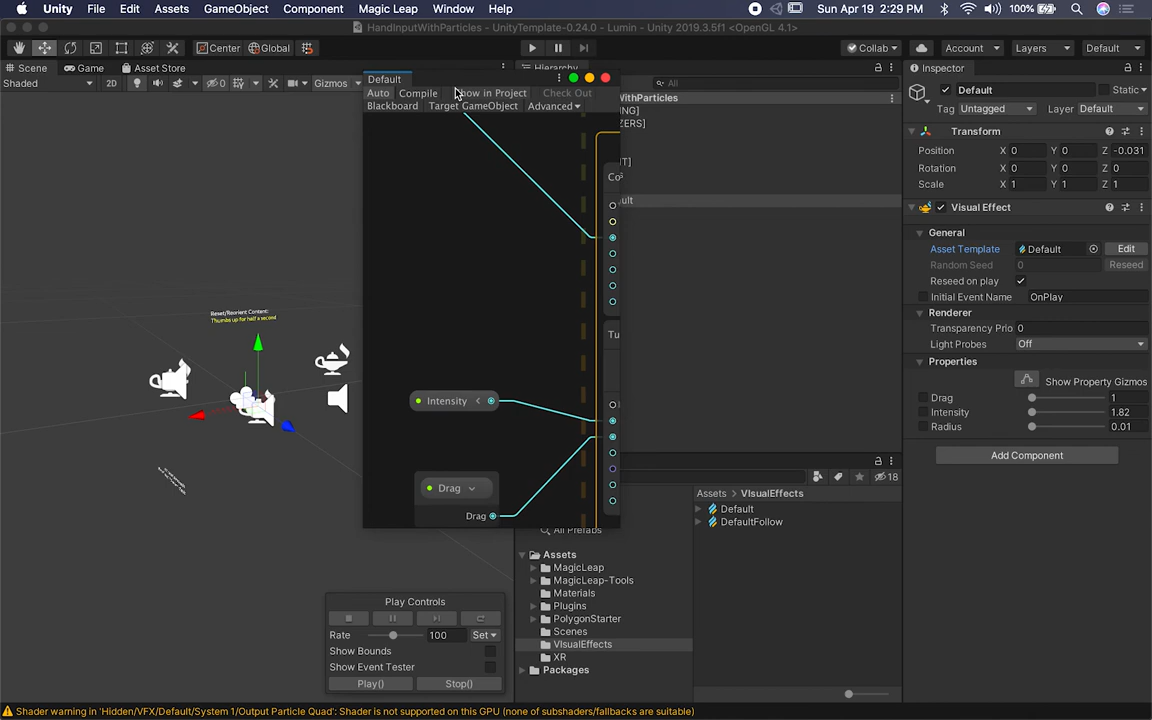 Unity File Edit Assets GameObject Component Magic Leap Window Help Sun Apr 19 2:29 PM 100%
HandInputWithParticles - UnityTemplate-0.24.0 - Lumin - Unity 2019.3.5f1 <OpenGL 4.1>
Center Global Collab Account Layers Default
Scene Game Asset Store Hierarchy Inspector
Shaded 2D 0 Gizmos All
Default
Auto Compile Show in Project Check Out
Blackboard Target GameObject Advanced
WithParticles
NG]
ZERS]
T]
s
ult
Default Static
Tag Untagged Layer Default
Transform
Position X 0 Y 0 Z -0.031
Rotation X 0 Y 0 Z 0
Scale X 1 Y 1 Z 1
Visual Effect
General
Asset Template Default Edit
Random Seed 0 Reseed
Reseed on play
Initial Event Name OnPlay
Renderer
Transparency Prio 0
Light Probes Off
Properties
Show Property Gizmos
Drag 1
Intensity 1.82
Radius 0.01
Add Component
Co
Tu
Intensity
Drag
Drag
Reset/Reorient Content:
Thumbs up for half a second
18
Assets > VIsualEffects
Default
DefaultFollow
All Prefabs
Assets
MagicLeap
MagicLeap-Tools
Materials
Plugins
PolygonStarter
Scenes
VIsualEffects
XR
Packages
Play Controls
Rate 100 Set
Show Bounds
Show Event Tester
Play() Stop()
Shader warning in 'Hidden/VFX/Default/System 1/Output Particle Quad': Shader is not supported on this GPU (none of subshaders/fallbacks are suitable)